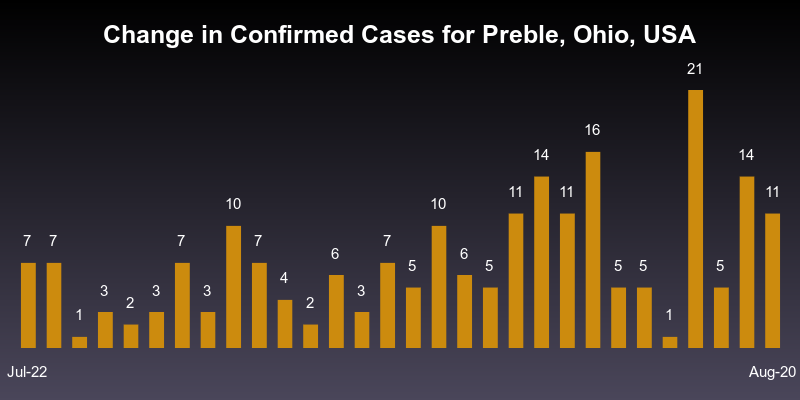 Change in Confirmed Cases for Preble, Ohio, USA
7 7 1 3 2 3 7 3 10 7 4 2 6 3 7 5 10 6 5 11 14 11 16 5 5 1 21 5 14 11
Jul-22 Aug-20